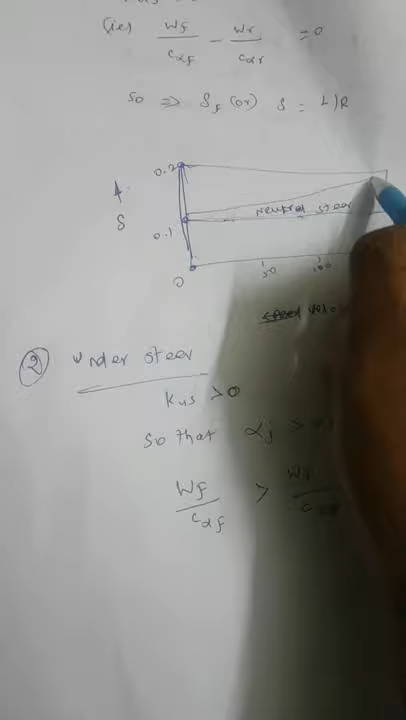 (ie) Wf/Cαf - Wr/Cαr = 0
so => δf (or) δ = L/R
0.2
δ
Neutral steer
0.1
0
50 100
② Under steer
Kus > 0
So that αf >
Wf/Cαf >